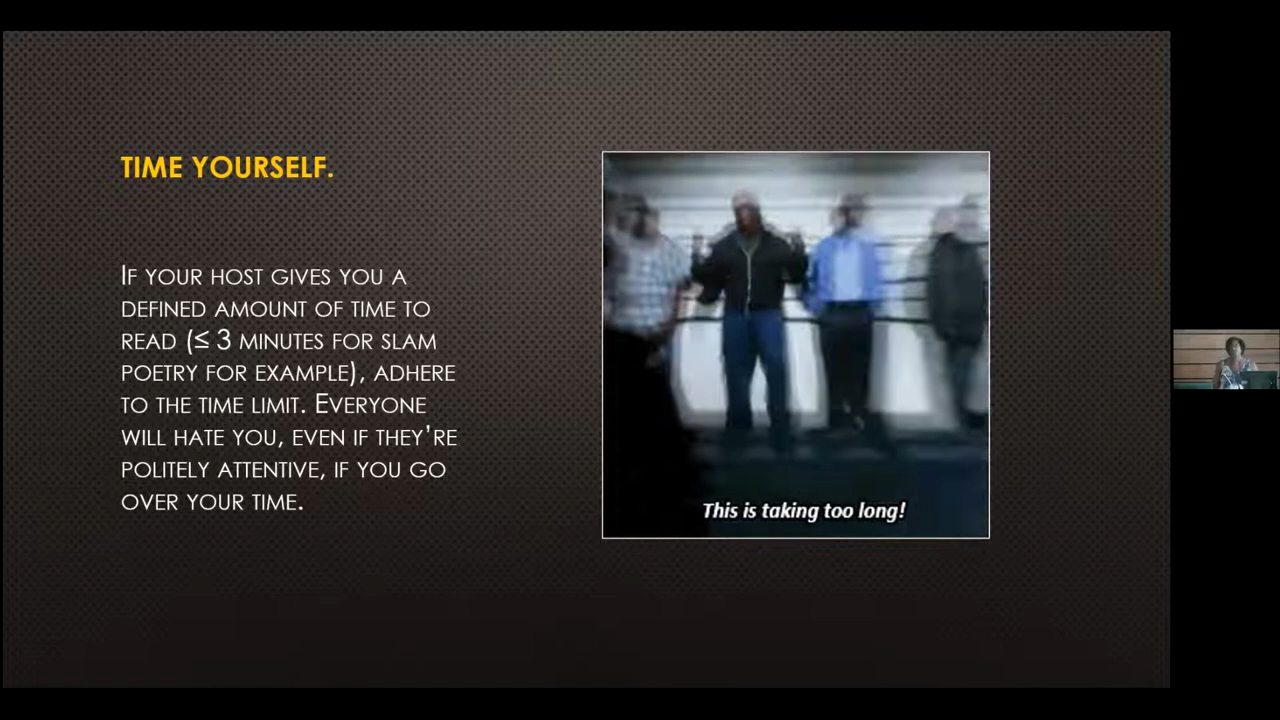 TIME YOURSELF.
IF YOUR HOST GIVES YOU A
DEFINED AMOUNT OF TIME TO
READ (≤ 3 MINUTES FOR SLAM
POETRY FOR EXAMPLE), ADHERE
TO THE TIME LIMIT. EVERYONE
WILL HATE YOU, EVEN IF THEY'RE
POLITELY ATTENTIVE, IF YOU GO
OVER YOUR TIME.
This is taking too long!